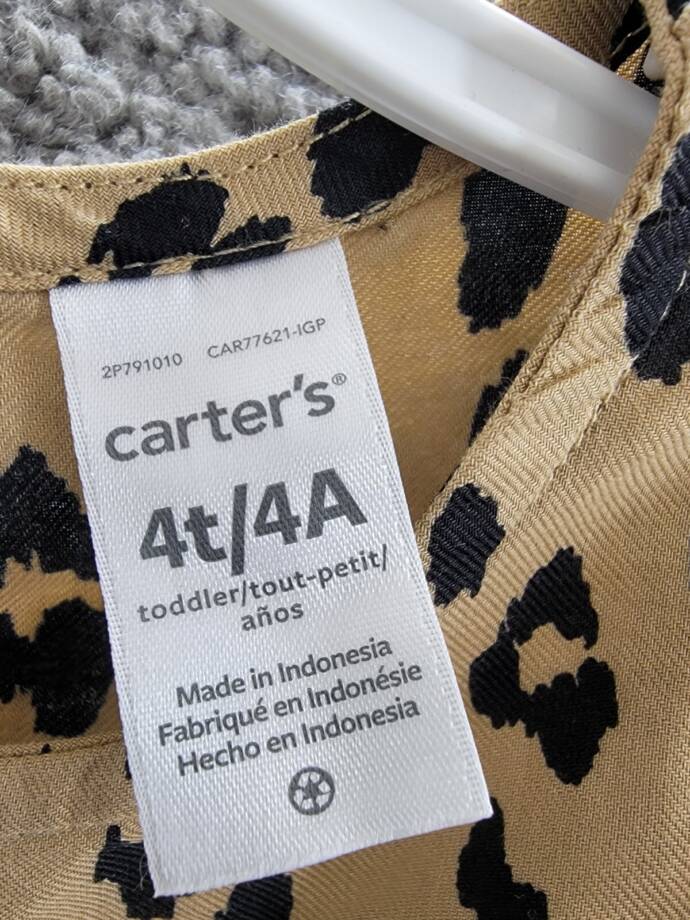 2P791010 CAR77621-IGP
carter's®
4t/4A
toddler/tout-petit/
años
Made in Indonesia
Fabriqué en Indonésie
Hecho en Indonesia